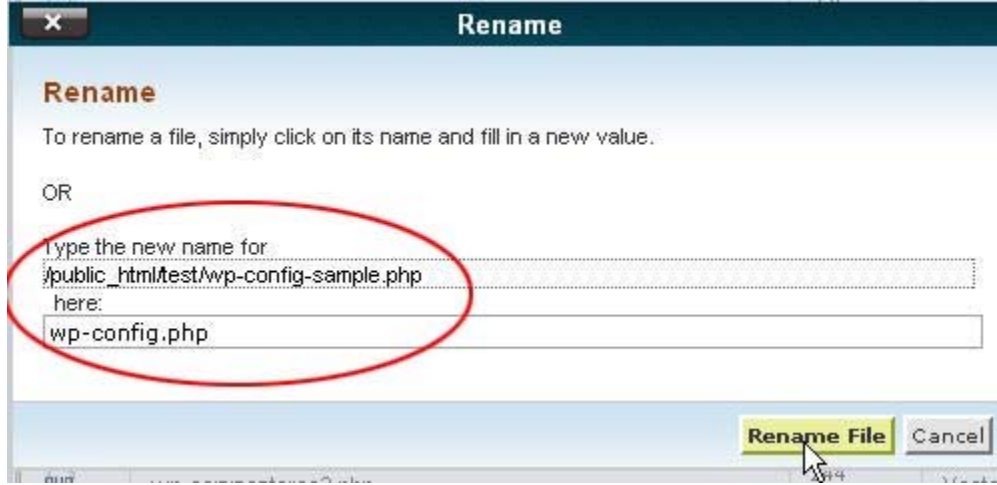 Rename
Rename
To rename a file, simply click on its name and fill in a new value.
OR
Type the new name for
/public_html/test/wp-config-sample.php
here:
wp-config.php
Rename File Cancel